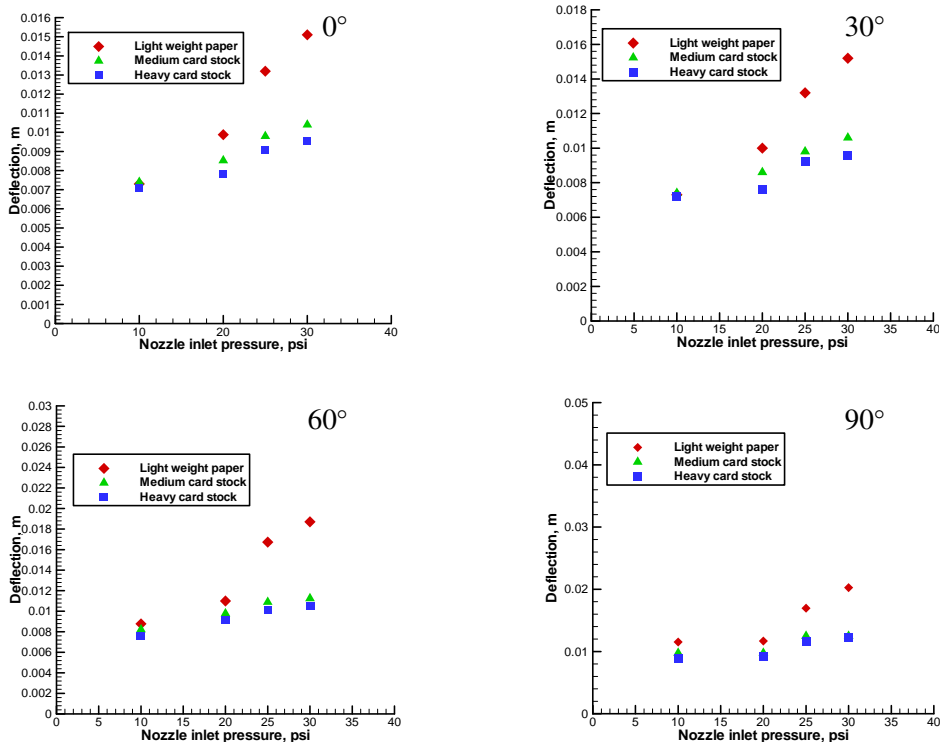 0°
0.016
0.015
0.014
0.013
0.012
0.011
0.01
0.009
0.008
0.007
0.006
0.005
0.004
0.003
0.002
0.001
0
Deflection, m
Light weight paper
Medium card stock
Heavy card stock
0 10 20 30 40
Nozzle inlet pressure, psi
30°
0.018
0.016
0.014
0.012
0.01
0.008
0.006
0.004
0.002
0
Deflection, m
Light weight paper
Medium card stock
Heavy card stock
0 10 20 30 40
Nozzle inlet pressure, psi
60°
0.03
0.028
0.026
0.024
0.022
0.02
0.018
0.016
0.014
0.012
0.01
0.008
0.006
0.004
0.002
0
Deflection, m
Light weight paper
Medium card stock
Heavy card stock
0 5 10 15 20 25 30 35 40
Nozzle inlet pressure, psi
90°
0.05
0.04
0.03
0.02
0.01
0
Deflection, m
Light weight paper
Medium card stock
Heavy card stock
0 5 10 15 20 25 30 35 40
Nozzle inlet pressure, psi